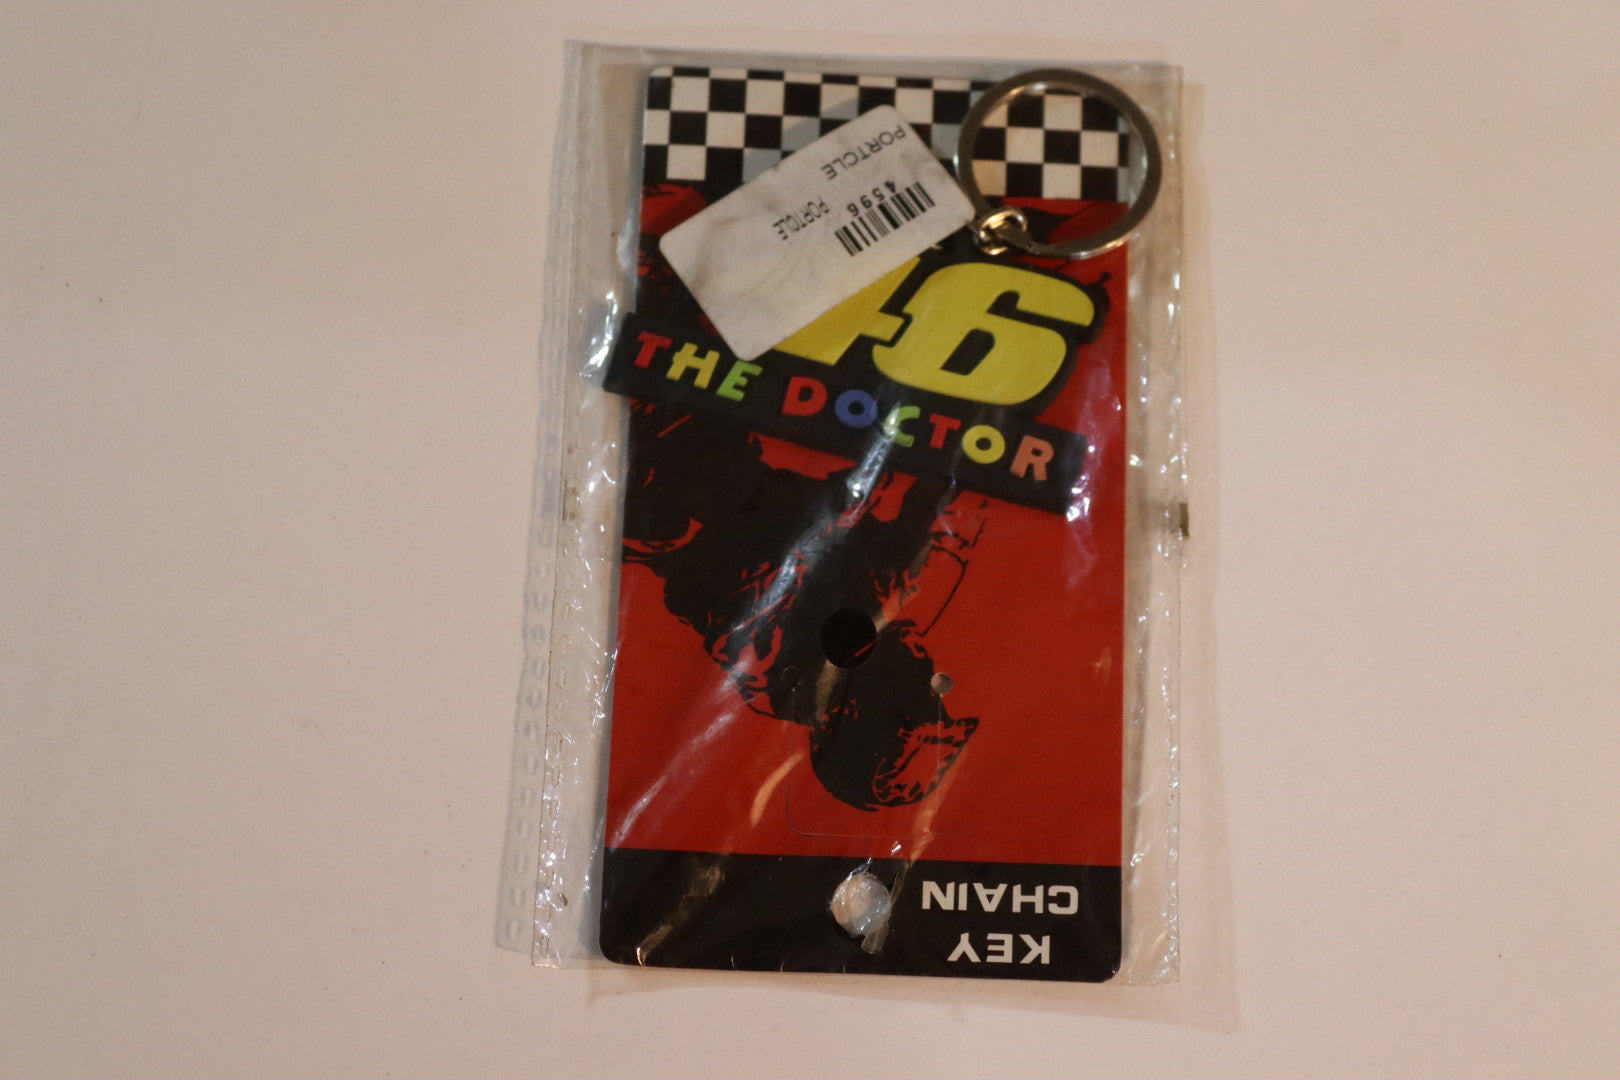 PORTCLE
4596
PORTCLE
46
THE DOCTOR
KEY
CHAIN